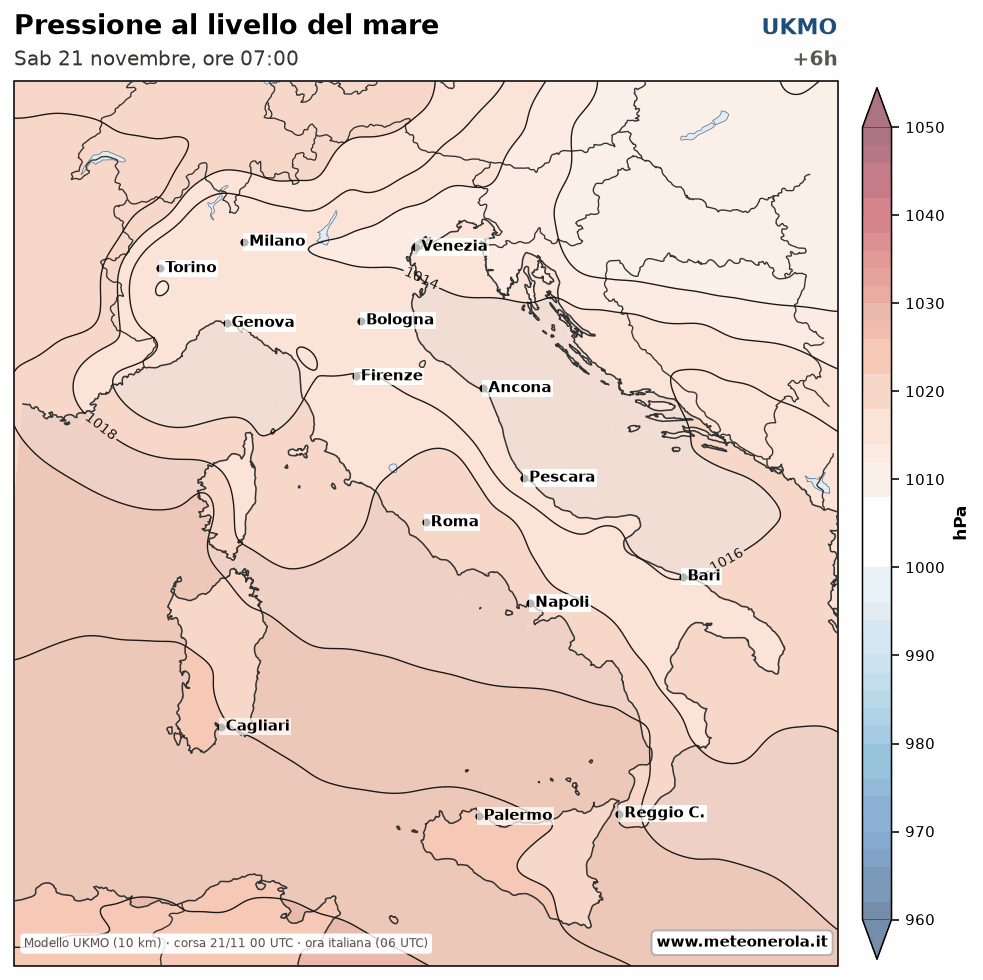 Pressione al livello del mare
UKMO
Sab 21 novembre, ore 07:00
+6h
Milano
Venezia
Torino
1014
Genova
Bologna
Firenze
Ancona
1018
Pescara
Roma
1016
Bari
Napoli
Cagliari
Palermo
Reggio C.
Modello UKMO (10 km) · corsa 21/11 00 UTC · ora italiana (06 UTC)
www.meteonerola.it
1050
1040
1030
1020
1010
1000
990
980
970
960
hPa